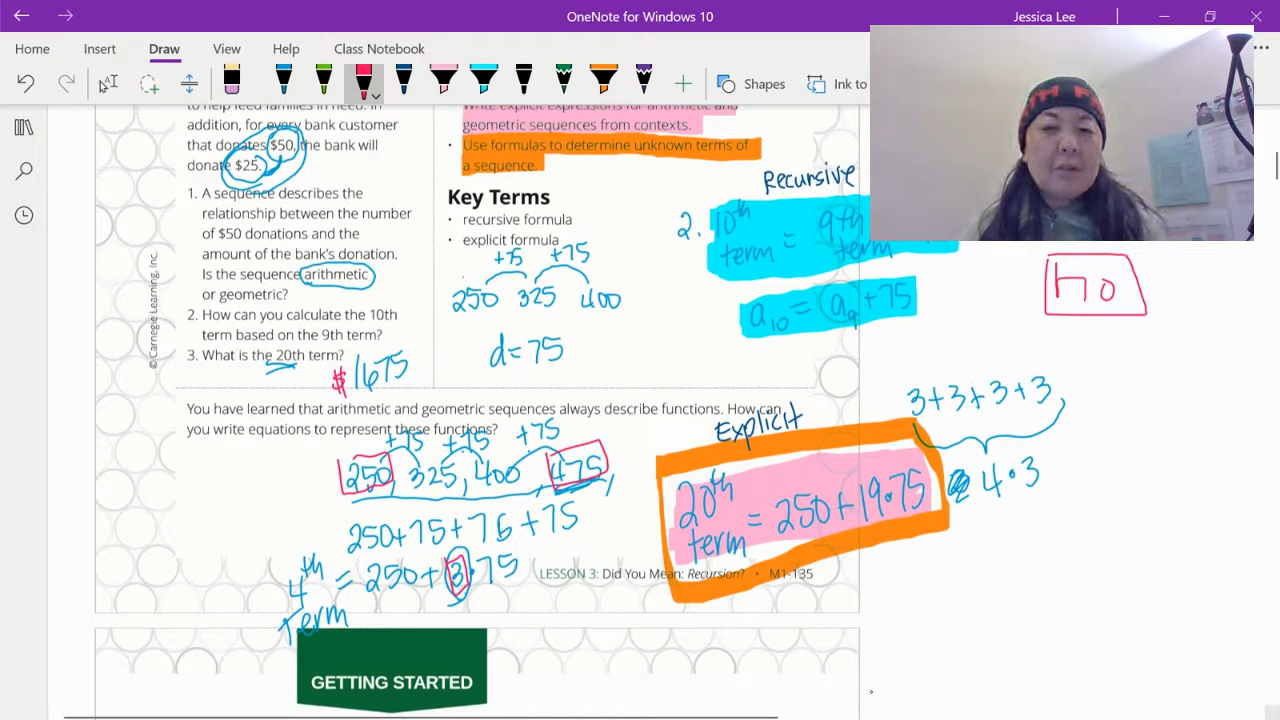 OneNote for Windows 10
Jessica Lee
Home Insert Draw View Help Class Notebook
Shapes
Ink to
to help feed families in need. In
addition, for every bank customer
that donates $50, the bank will
donate $25.
1. A sequence describes the
relationship between the number
of $50 donations and the
amount of the bank's donation.
Is the sequence arithmetic
or geometric?
2. How can you calculate the 10th
term based on the 9th term?
3. What is the 20th term?
$1675
© Carnegie Learning, Inc.
Write explicit expressions for arithmetic and
geometric sequences from contexts.
• Use formulas to determine unknown terms of
a sequence.
Key Terms
• recursive formula
• explicit formula
+75 +75
250 325 400
d=75
Recursive
2. 10th term = 9th term
a10 = a9 +75
ho
You have learned that arithmetic and geometric sequences always describe functions. How can
you write equations to represent these functions?
+75 +75 +75
250, 325, 400, 475,
250+75+76+75
4th term = 250+(3)·75
Explicit
20th term = 250+19·75
3+3+3+3
4·3
LESSON 3: Did You Mean: Recursion? • M1-135
GETTING STARTED